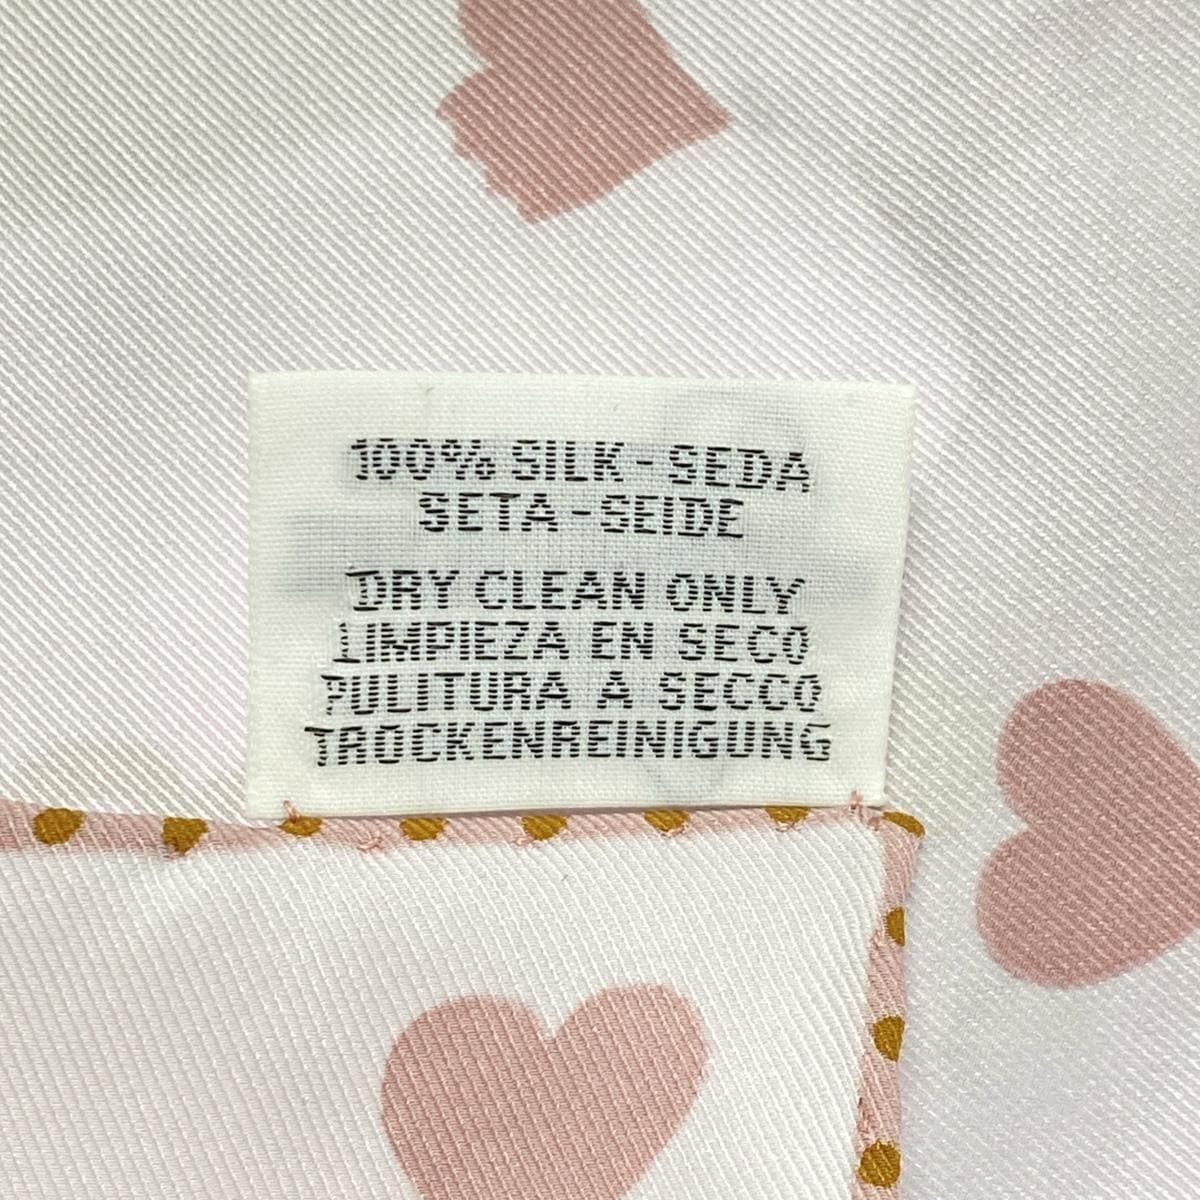 100% SILK-SEDA
SETA-SEIDE
DRY CLEAN ONLY
LIMPIEZA EN SECO
PULITURA A SECCO
TROCKENREINIGUNG